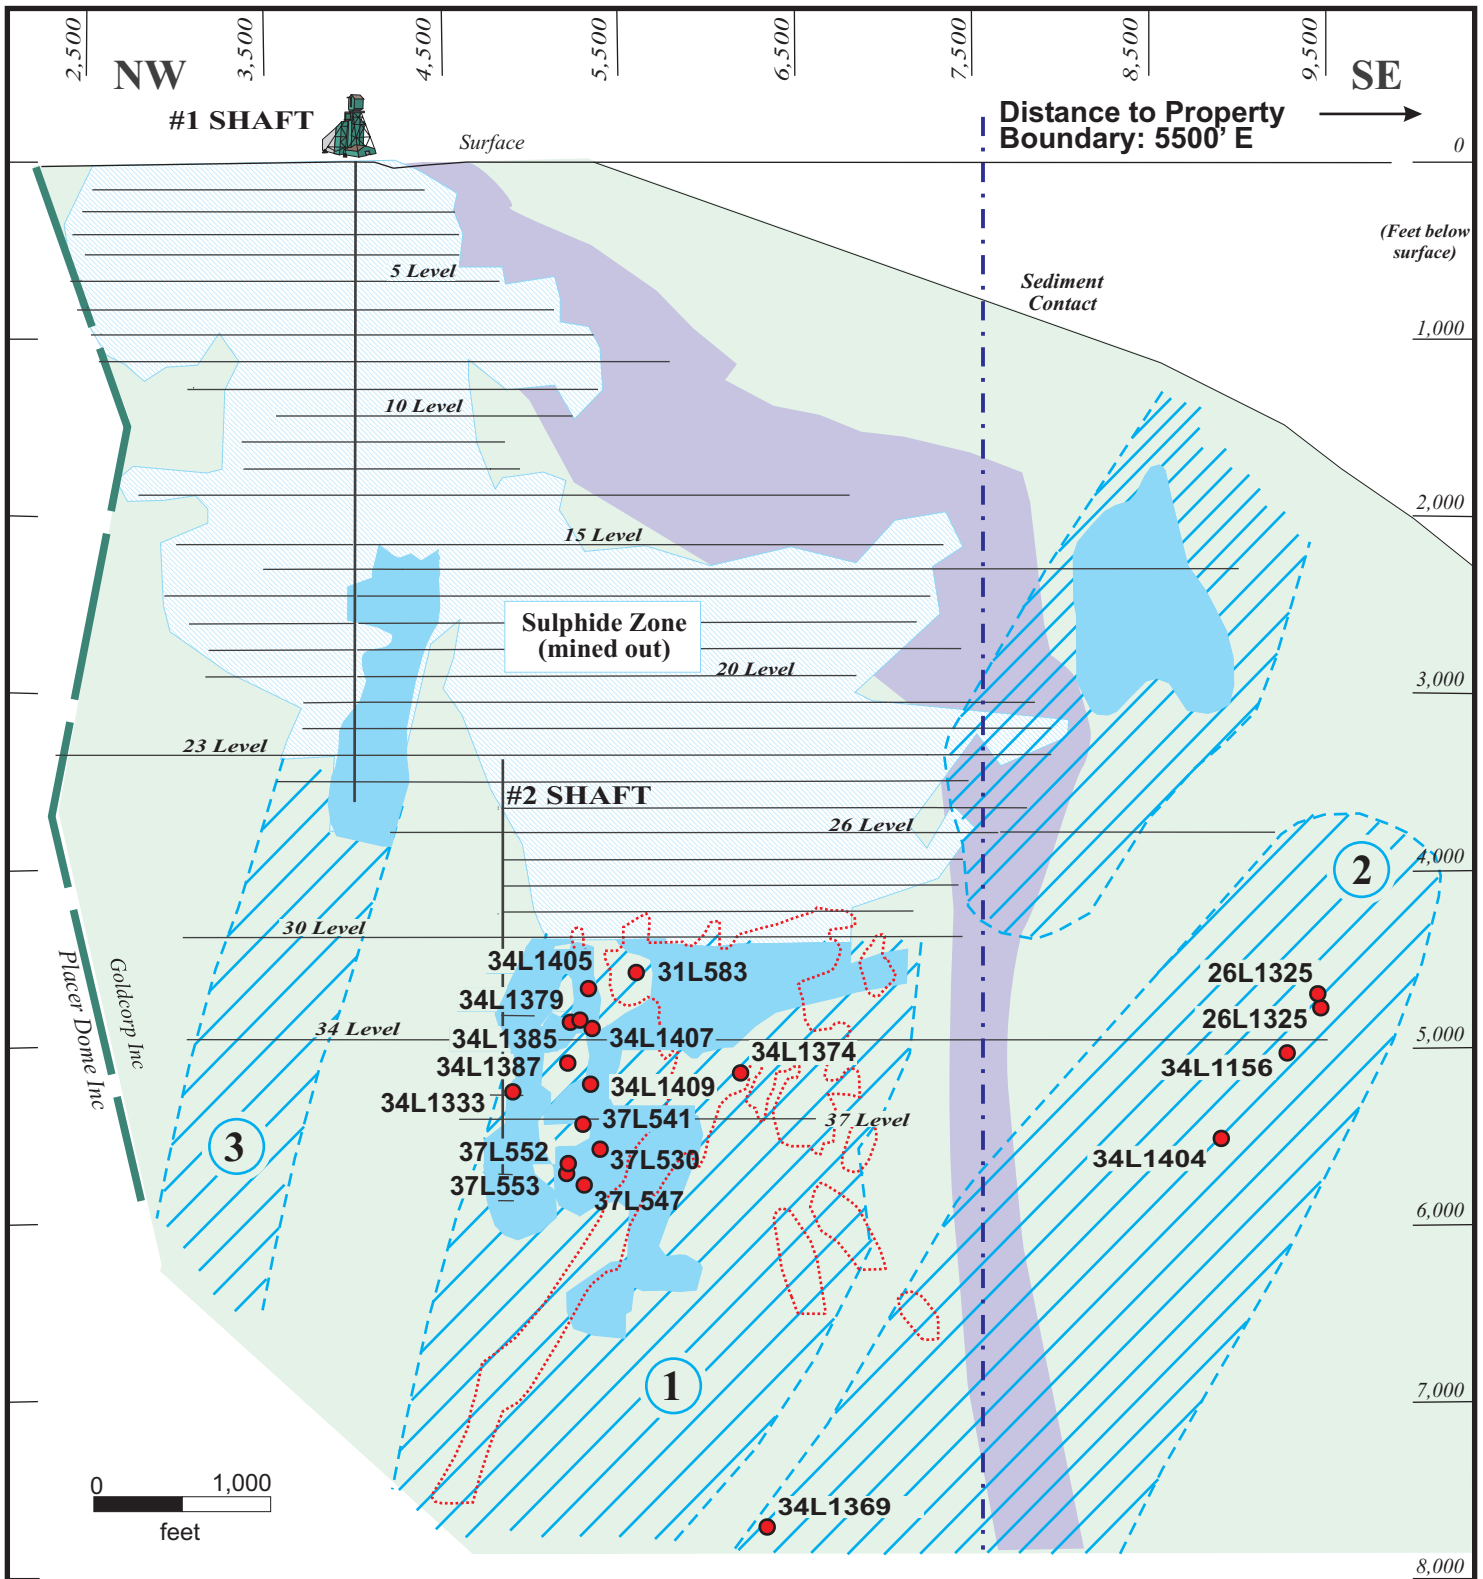 2,500
3,500
4,500
5,500
6,500
7,500
8,500
9,500
NW
SE
#1 SHAFT
Distance to Property
Boundary: 5500' E
Surface
0
(Feet below
surface)
5 Level
Sediment
Contact
1,000
10 Level
2,000
15 Level
Sulphide Zone
(mined out)
20 Level
3,000
23 Level
#2 SHAFT
26 Level
4,000
2
30 Level
34L1405
31L583
26L1325
34L1379
26L1325
34 Level
34L1385
34L1407
5,000
Goldcorp Inc
Placer Dome Inc
34L1387
34L1374
34L1156
34L1409
34L1333
37L541
37 Level
3
37L552
37L530
34L1404
37L553
37L547
6,000
1
7,000
0
1,000
feet
34L1369
8,000